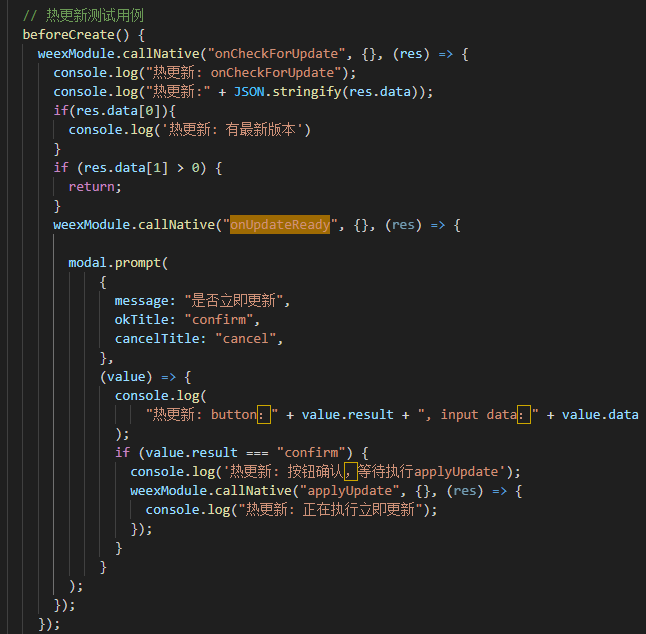 // 热更新测试用例
beforeCreate() {
weexModule.callNative("onCheckForUpdate", {}, (res) => {
console.log("热更新: onCheckForUpdate");
console.log("热更新:" + JSON.stringify(res.data));
if(res.data[0]){
console.log('热更新: 有最新版本')
}
if (res.data[1] > 0) {
return;
}
weexModule.callNative("onUpdateReady", {}, (res) => {
modal.prompt(
{
message: "是否立即更新",
okTitle: "confirm",
cancelTitle: "cancel",
},
(value) => {
console.log(
"热更新: button：" + value.result + ", input data：" + value.data
);
if (value.result === "confirm") {
console.log('热更新: 按钮确认，等待执行applyUpdate');
weexModule.callNative("applyUpdate", {}, (res) => {
console.log("热更新: 正在执行立即更新");
});
}
}
);
});
});